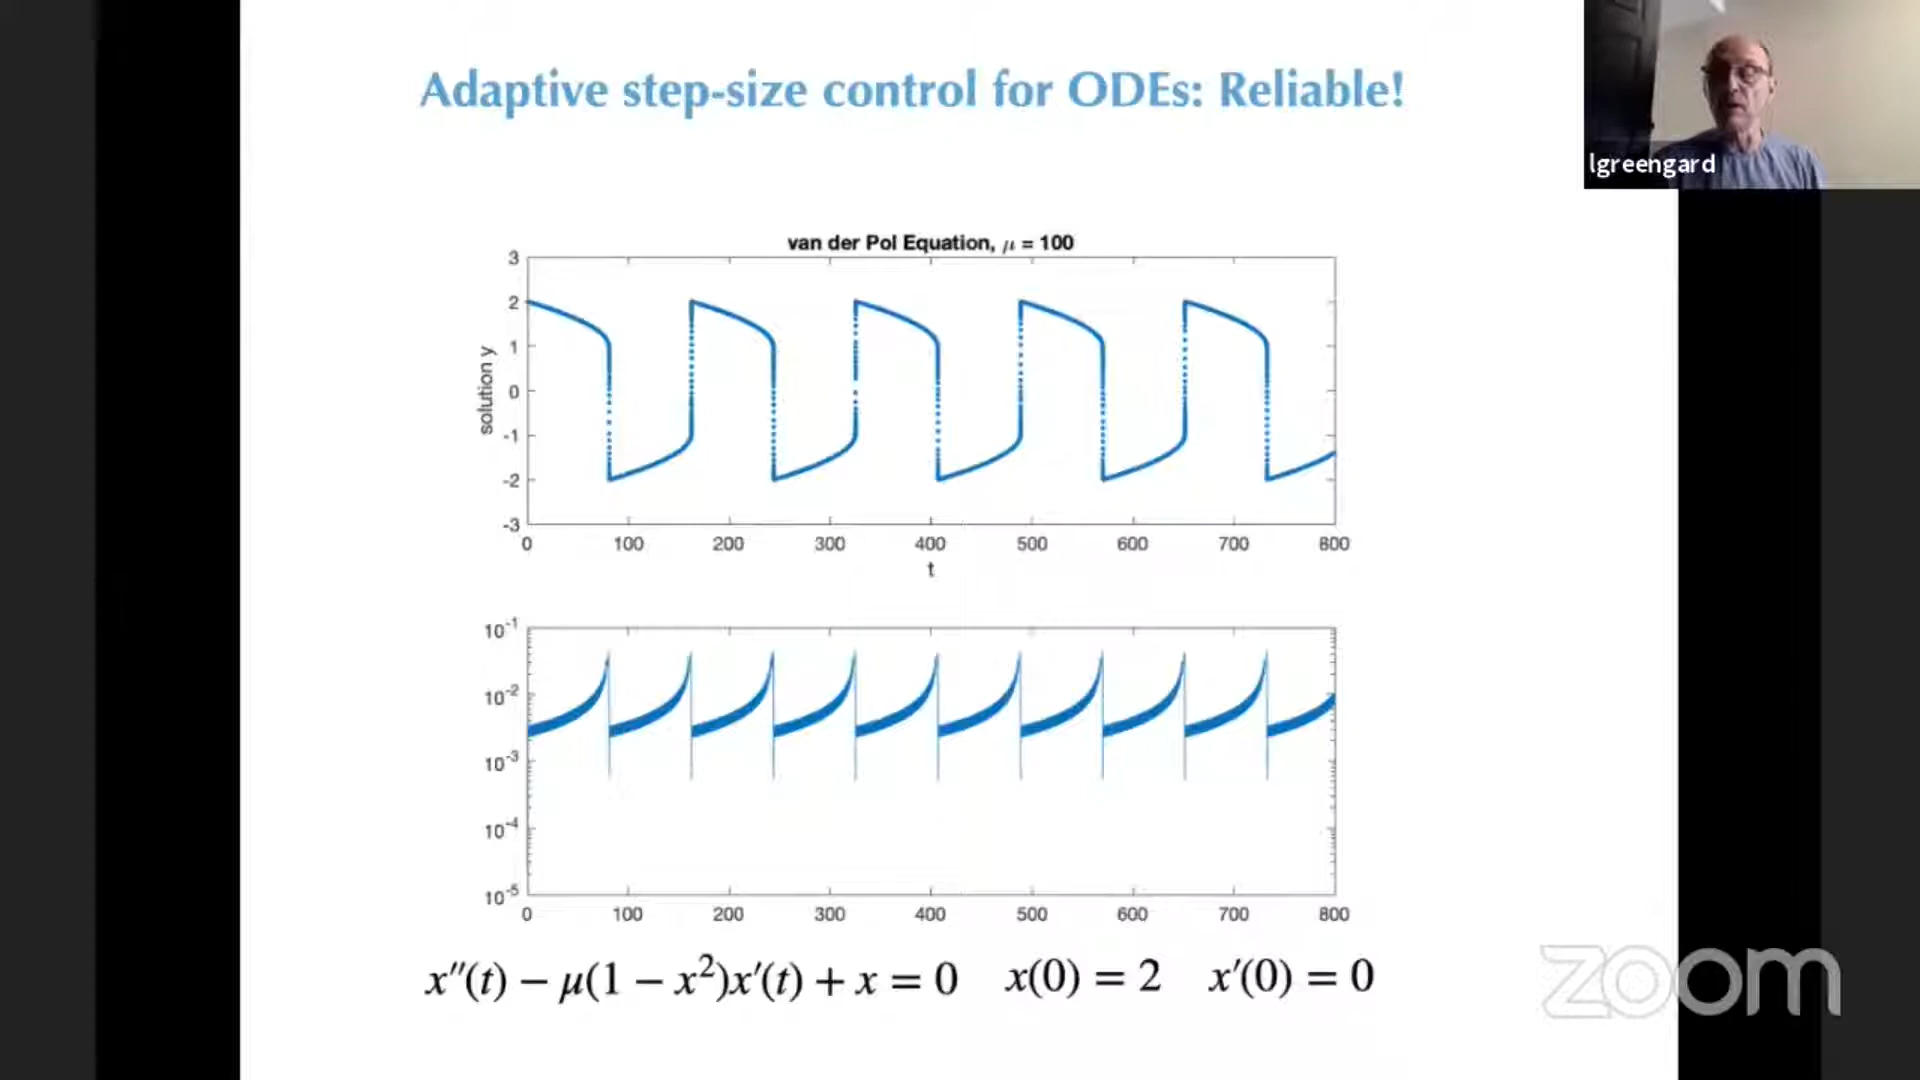 Adaptive step-size control for ODEs: Reliable!
lgreengard
van der Pol Equation, μ = 100
solution y
3
2
1
0
-1
-2
-3
0 100 200 300 400 500 600 700 800
t
10^-1
10^-2
10^-3
10^-4
10^-5
0 100 200 300 400 500 600 700 800
x″(t) − μ(1 − x²)x′(t) + x = 0 x(0) = 2 x′(0) = 0
zoom